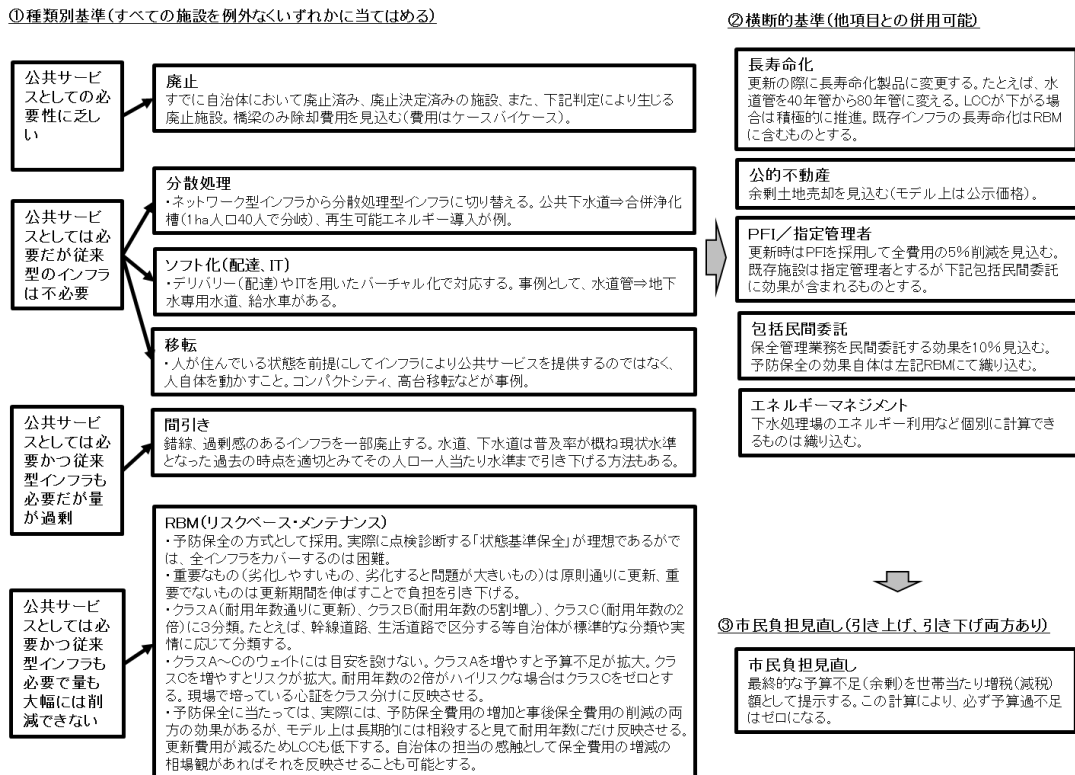 ①種類別基準(すべての施設を例外なくいずれかに当てはめる)
公共サービ
スとしての必
要性に乏し
い
廃止
すでに自治体において廃止済み、廃止決定済みの施設、また、下記判定により生じる
廃止施設。橋梁のみ除却費用を見込む(費用はケースバイケース)。
公共サービ
スとしては必
要だが従来
型のインフラ
は不必要
分散処理
・ネットワーク型インフラから分散処理型インフラに切り替える。公共下水道⇒合併浄化
槽(1ha人口40人で分岐)、再生可能エネルギー導入が例。
ソフト化(配達、IT)
・デリバリー(配達)やITを用いたバーチャル化で対応する。事例として、水道管⇒地下
水専用水道、給水車がある。
移転
・人が住んでいる状態を前提にしてインフラにより公共サービスを提供するのではなく、
人自体を動かすこと。コンパクトシティ、高台移転などが事例。
公共サービ
スとしては必
要かつ従来
型インフラも
必要だが量
が過剰
間引き
錯綜、過剰感のあるインフラを一部廃止する。水道、下水道は普及率が概ね現状水準
となった過去の時点を適切とみてその人口一人当たり水準まで引き下げる方法もある。
公共サービ
スとしては必
要かつ従来
型インフラも
必要で量も
大幅には削
減できない
RBM(リスクベース・メンテナンス)
・予防保全の方式として採用。実際に点検診断する「状態基準保全」が理想であるがで
は、全インフラをカバーするのは困難。
・重要なもの(劣化しやすいもの、劣化すると問題が大きいもの)は原則通りに更新、重
要でないものは更新期間を伸ばすことで負担を引き下げる。
・クラスA(耐用年数通りに更新)、クラスB(耐用年数の5割増し)、クラスC(耐用年数の2
倍)に3分類。たとえば、幹線道路、生活道路で区分する等自治体が標準的な分類や実
情に応じて分類する。
・クラスA～Cのウェイトには目安を設けない。クラスAを増やすと予算不足が拡大。クラ
スCを増やすとリスクが拡大。耐用年数の2倍がハイリスクな場合はクラスCをゼロとす
る。現場で培っている心証をクラス分けに反映させる。
・予防保全に当たっては、実際には、予防保全費用の増加と事後保全費用の削減の両
方の効果があるが、モデル上は長期的には相殺すると見て耐用年数にだけ反映させる。
更新費用が減るためLCCも低下する。自治体の担当の感触として保全費用の増減の
相場観があればそれを反映させることも可能とする。
②横断的基準(他項目との併用可能)
長寿命化
更新の際に長寿命化製品に変更する。たとえば、水
道管を40年管から80年管に変える。LCCが下がる場
合は積極的に推進。既存インフラの長寿命化はRBM
に含むものとする。
公的不動産
余剰土地売却を見込む(モデル上は公示価格)。
PFI／指定管理者
更新時はPFIを採用して全費用の5%削減を見込む。
既存施設は指定管理者とするが下記包括民間委託
に効果が含まれるものとする。
包括民間委託
保全管理業務を民間委託する効果を10%見込む。
予防保全の効果自体は左記RBMにて織り込む。
エネルギーマネジメント
下水処理場のエネルギー利用など個別に計算でき
るものは織り込む。
③市民負担見直し(引き上げ、引き下げ両方あり)
市民負担見直し
最終的な予算不足(余剰)を世帯当たり増税(減税)
額として提示する。この計算により、必ず予算過不足
はゼロになる。